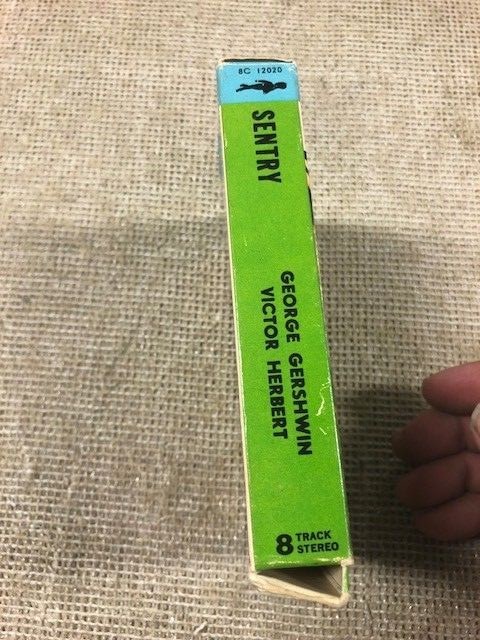 8C 12020
SENTRY
GEORGE GERSHWIN
VICTOR HERBERT
8 TRACK
STEREO